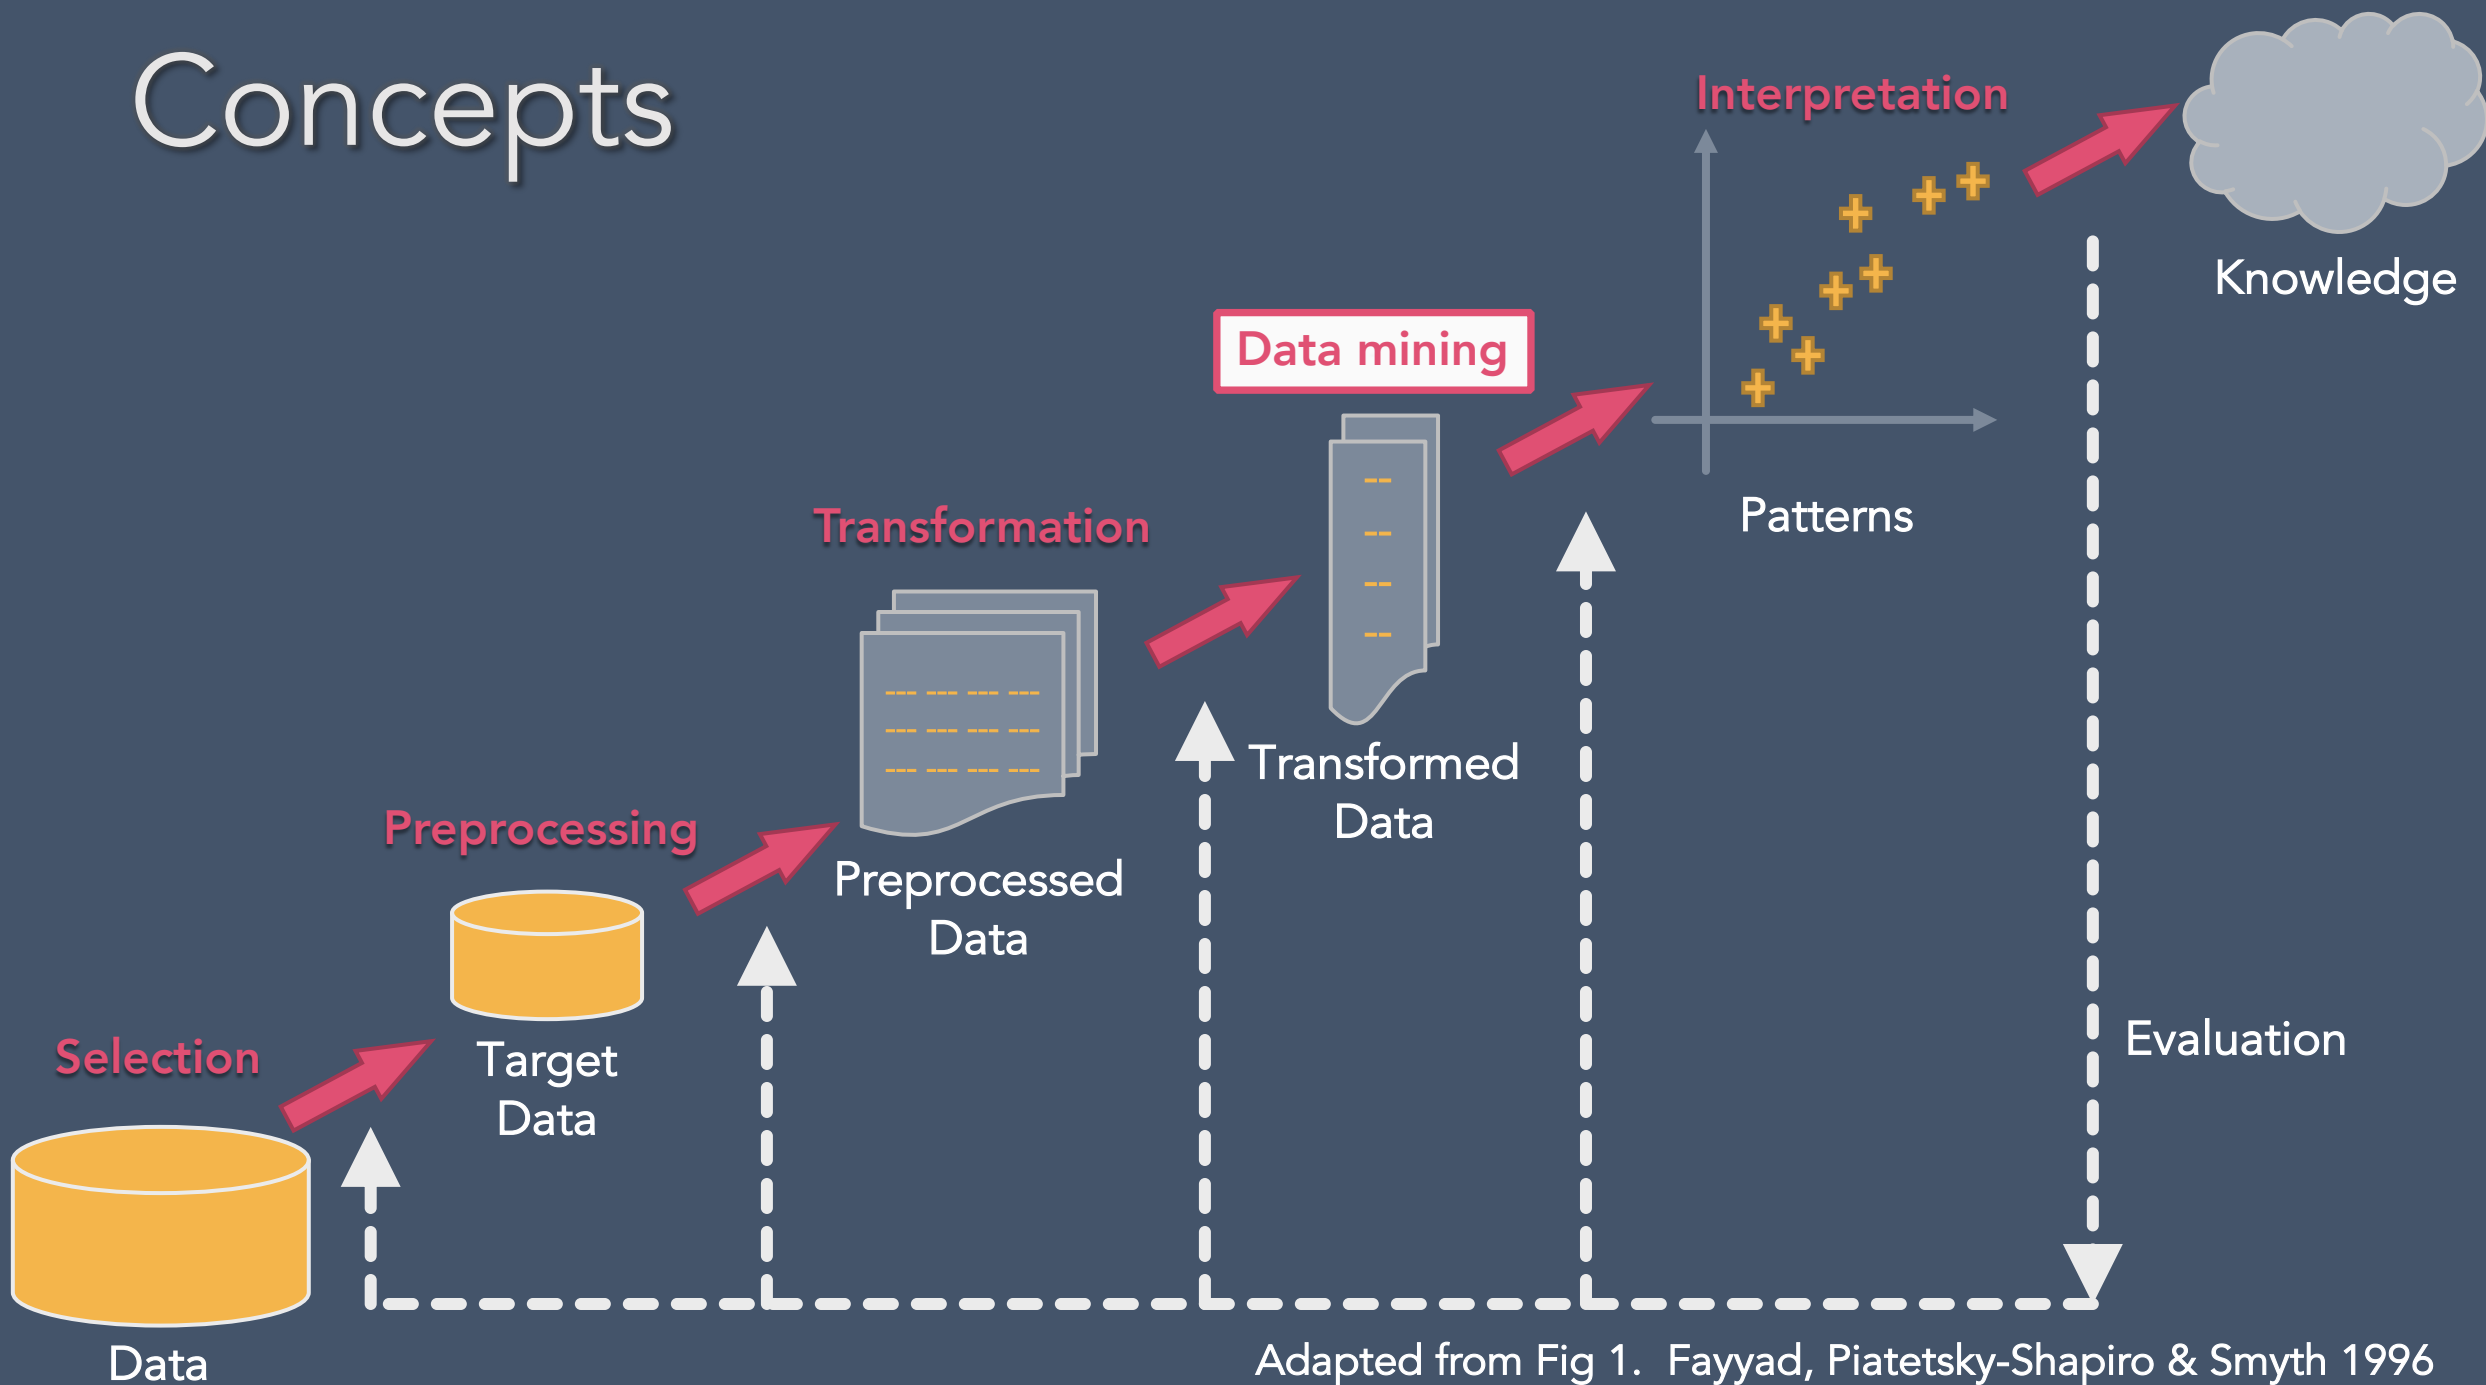 Concepts
Interpretation
Knowledge
Data mining
Patterns
Transformation
Transformed
Data
Preprocessing
Preprocessed
Data
Selection
Target
Data
Evaluation
Data
Adapted from Fig 1. Fayyad, Piatetsky-Shapiro & Smyth 1996